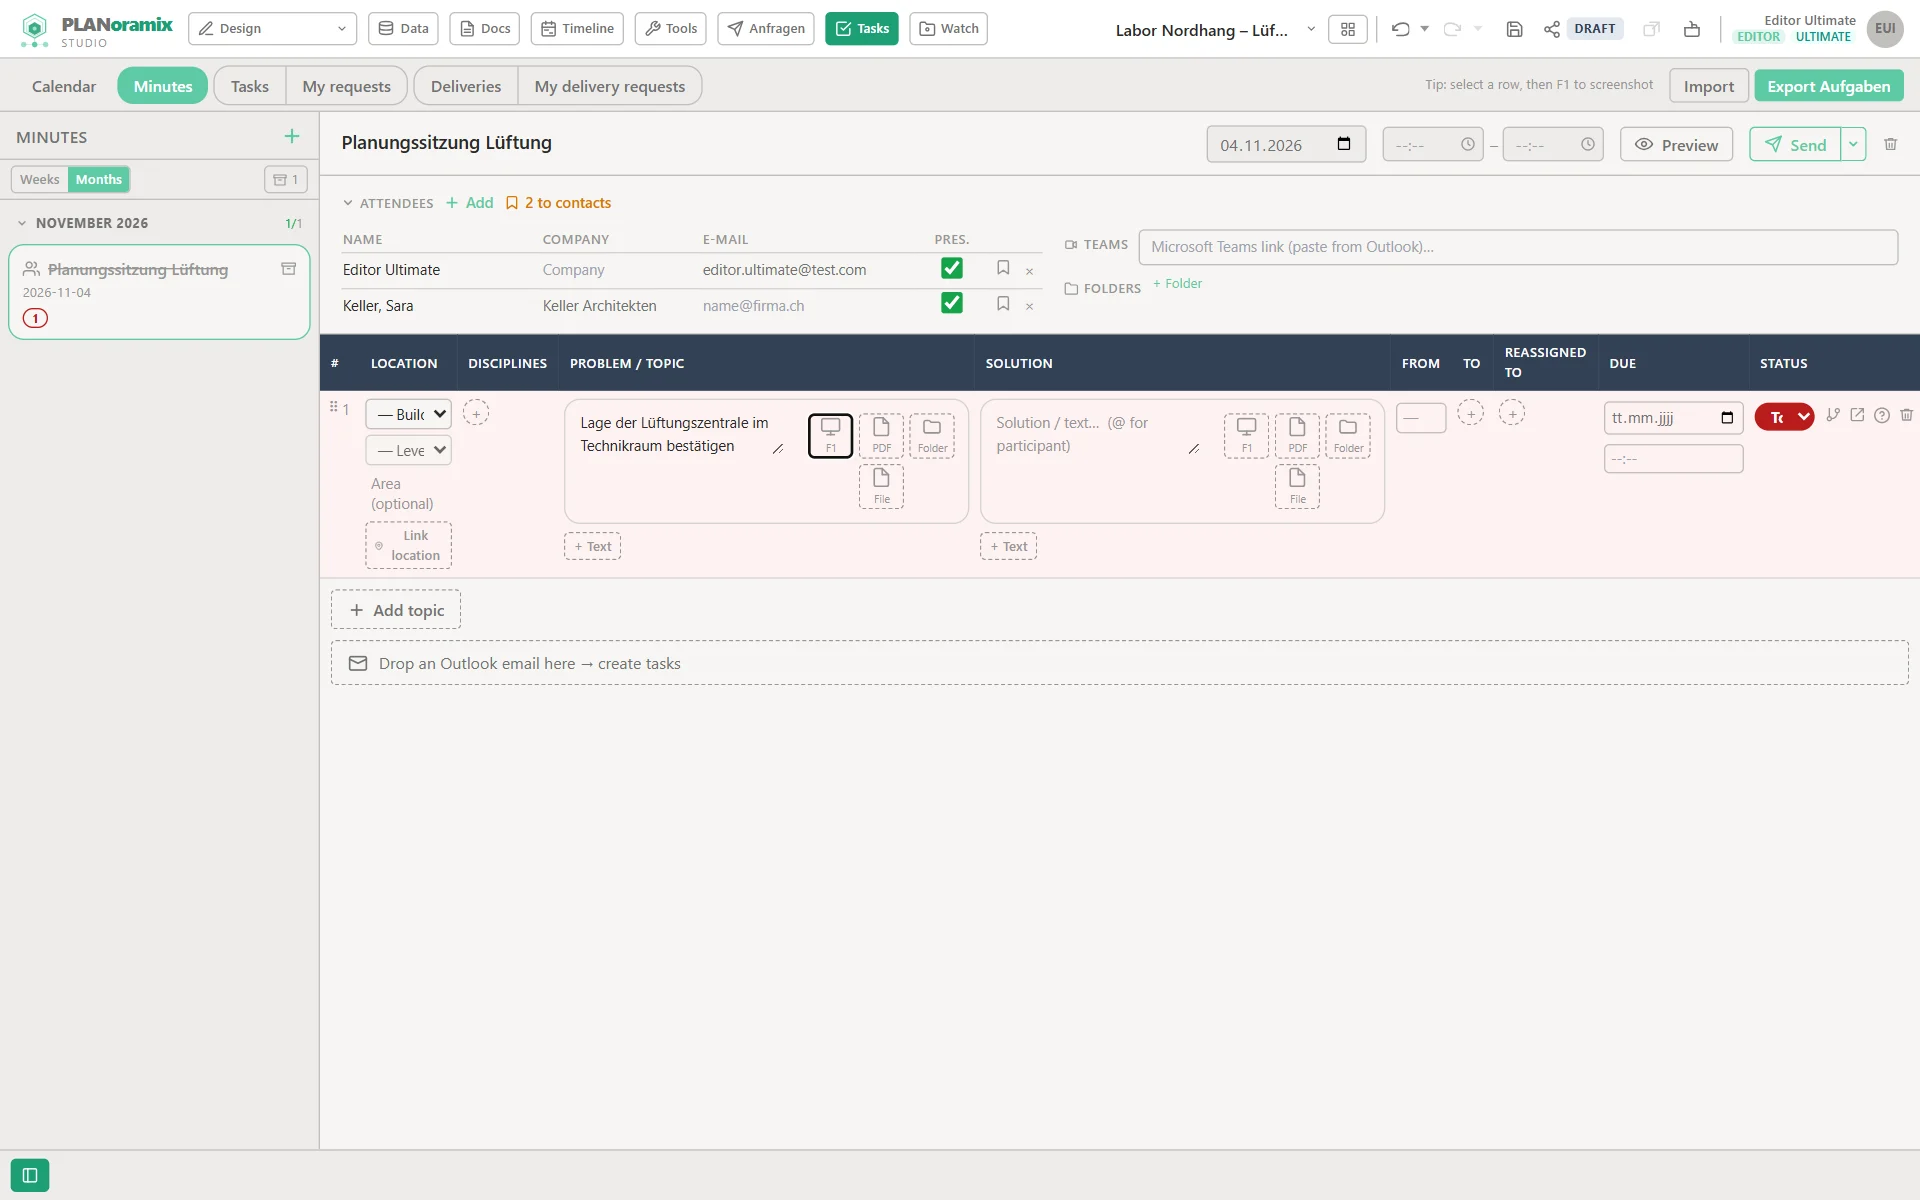 PLANoramix
STUDIO
Design
Data
Docs
Timeline
Tools
Anfragen
Tasks
Watch
Labor Nordhang – Lüf...
DRAFT
Editor Ultimate
EDITOR ULTIMATE
EUI
Calendar
Minutes
Tasks
My requests
Deliveries
My delivery requests
Tip: select a row, then F1 to screenshot
Import
Export Aufgaben
MINUTES
Weeks
Months
1
NOVEMBER 2026
1/1
Planungssitzung Lüftung
2026-11-04
1
Planungssitzung Lüftung
04.11.2026
--:--
–
--:--
Preview
Send
ATTENDEES
+ Add
2 to contacts
NAME COMPANY E-MAIL PRES.
Editor Ultimate Company editor.ultimate@test.com
Keller, Sara Keller Architekten name@firma.ch
TEAMS
Microsoft Teams link (paste from Outlook)...
FOLDERS
+ Folder
# LOCATION DISCIPLINES PROBLEM / TOPIC SOLUTION FROM TO REASSIGNED TO DUE STATUS
1
— Builc
— Leve
Area
(optional)
Link
location
+
Lage der Lüftungszentrale im
Technikraum bestätigen
F1
PDF
Folder
File
+ Text
Solution / text... (@ for
participant)
F1
PDF
Folder
File
+ Text
—
+
+
tt.mm.jjjj
--:--
Tc
+ Add topic
Drop an Outlook email here → create tasks